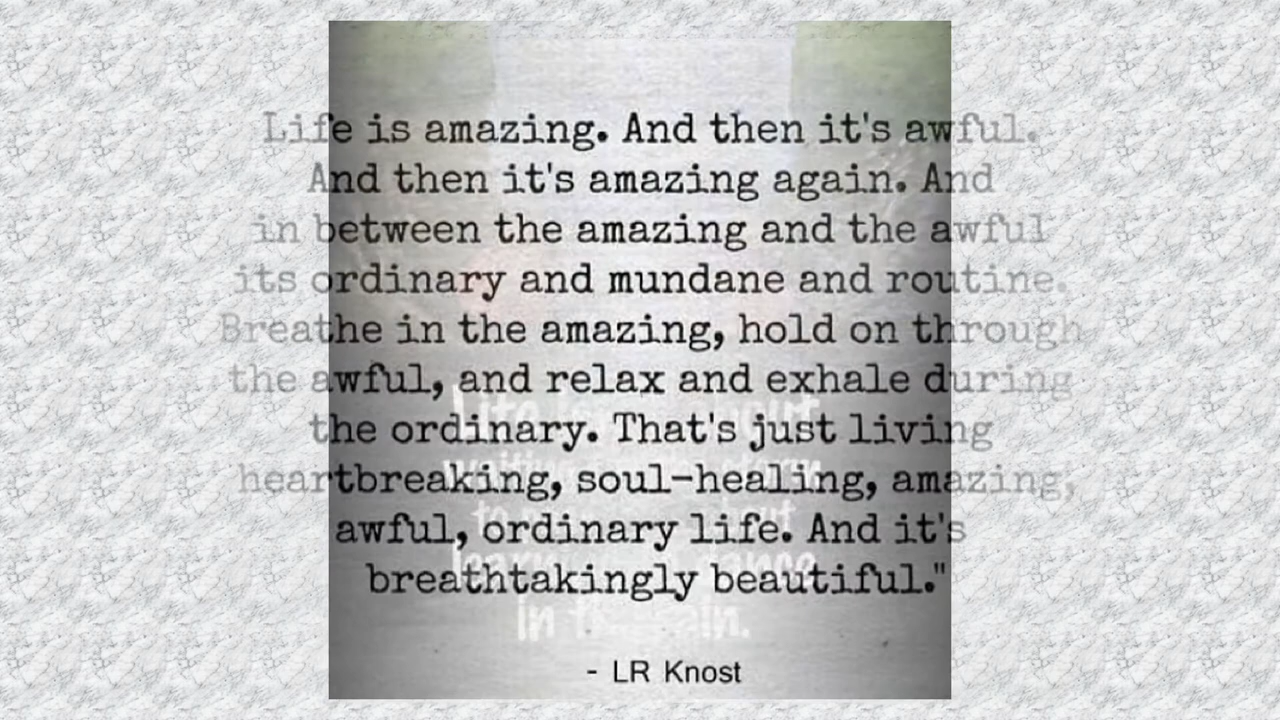 Life is amazing. And then it's awful.
And then it's amazing again. And
in between the amazing and the awful
its ordinary and mundane and routine.
Breathe in the amazing, hold on through
the awful, and relax and exhale during
the ordinary. That's just living
heartbreaking, soul-healing, amazing,
awful, ordinary life. And it's
breathtakingly beautiful."
- LR Knost